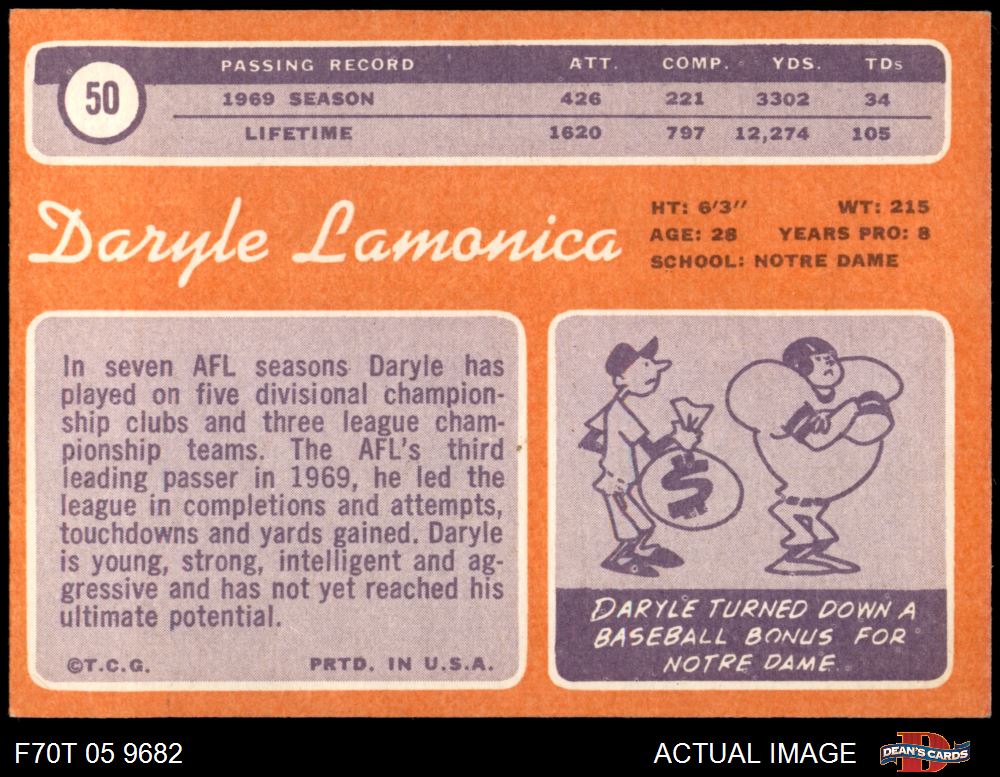 50
PASSING RECORD ATT. COMP. YDS. TDs
1969 SEASON 426 221 3302 34
LIFETIME 1620 797 12,274 105
Daryle Lamonica
HT: 6'3" WT: 215
AGE: 28 YEARS PRO: 8
SCHOOL: NOTRE DAME
In seven AFL seasons Daryle has
played on five divisional champion-
ship clubs and three league cham-
pionship teams. The AFL's third
leading passer in 1969, he led the
league in completions and attempts,
touchdowns and yards gained. Daryle
is young, strong, intelligent and ag-
gressive and has not yet reached his
ultimate potential.
©T.C.G. PRTD. IN U.S.A.
$
DARYLE TURNED DOWN A
BASEBALL BONUS FOR
NOTRE DAME.
F70T 05 9682 ACTUAL IMAGE DEAN'S CARDS